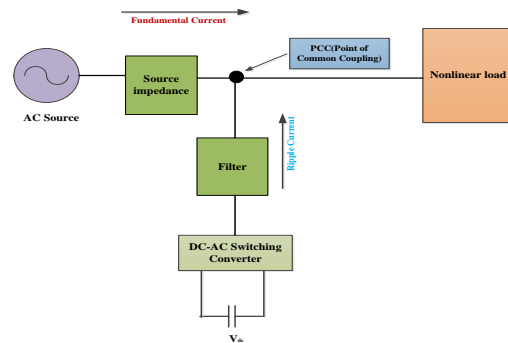 Fundamental Current
PCC(Point of
Common Coupling)
Source
impedance
Nonlinear load
AC Source
Ripple Current
Filter
DC-AC Switching
Converter
Vdc